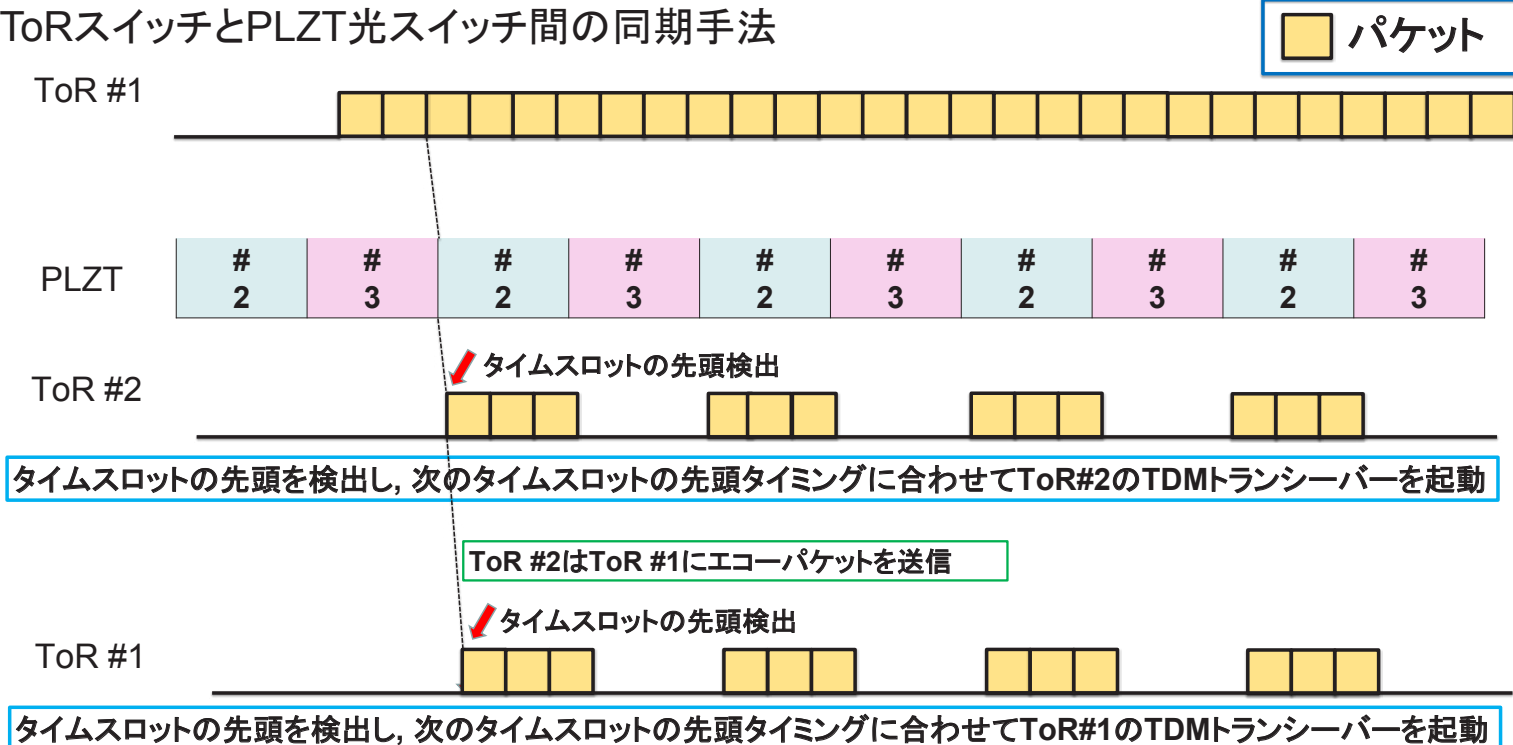 ToRスイッチとPLZT光スイッチ間の同期手法
パケット
ToR #1
PLZT
# # # # # # # # # #
2 3 2 3 2 3 2 3 2 3
タイムスロットの先頭検出
ToR #2
タイムスロットの先頭を検出し, 次のタイムスロットの先頭タイミングに合わせてToR#2のTDMトランシーバーを起動
ToR #2はToR #1にエコーパケットを送信
タイムスロットの先頭検出
ToR #1
タイムスロットの先頭を検出し, 次のタイムスロットの先頭タイミングに合わせてToR#1のTDMトランシーバーを起動